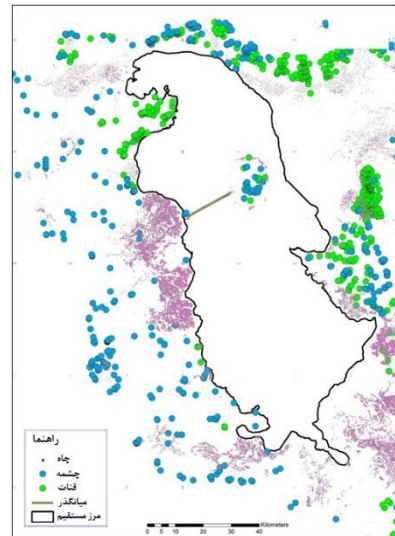 راهنما
چاه
چشمه
قنات
میانگذر
مرز مستقیم
0 5 10 20 30 40
Kilometers